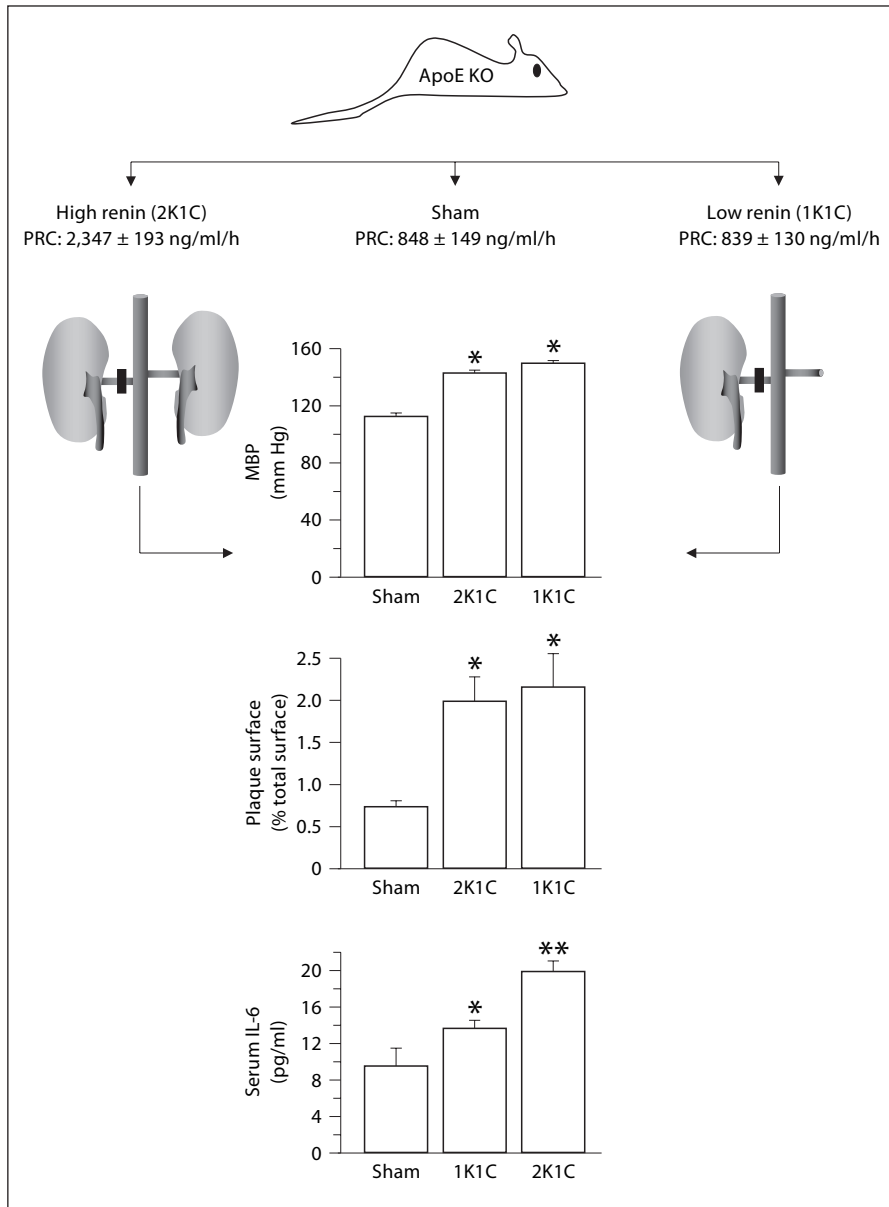 ApoE KO
High renin (2K1C)
PRC: 2,347 ± 193 ng/ml/h
Sham
PRC: 848 ± 149 ng/ml/h
Low renin (1K1C)
PRC: 839 ± 130 ng/ml/h
MBP
(mm Hg)
160
120
80
40
0
*
*
Sham
2K1C
1K1C
Plaque surface
(% total surface)
2.5
2.0
1.0
0.5
0
*
*
Sham
2K1C
1K1C
Serum IL-6
(pg/ml)
20
16
12
8
4
0
*
**
Sham
1K1C
2K1C